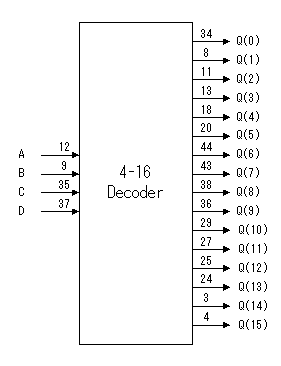 34 Q(0)
8 Q(1)
11 Q(2)
13 Q(3)
18 Q(4)
20 Q(5)
A 12 44 Q(6)
B 9 4-16 43 Q(7)
C 35 Decoder 38 Q(8)
D 37 36 Q(9)
29 Q(10)
27 Q(11)
25 Q(12)
24 Q(13)
3 Q(14)
4 Q(15)